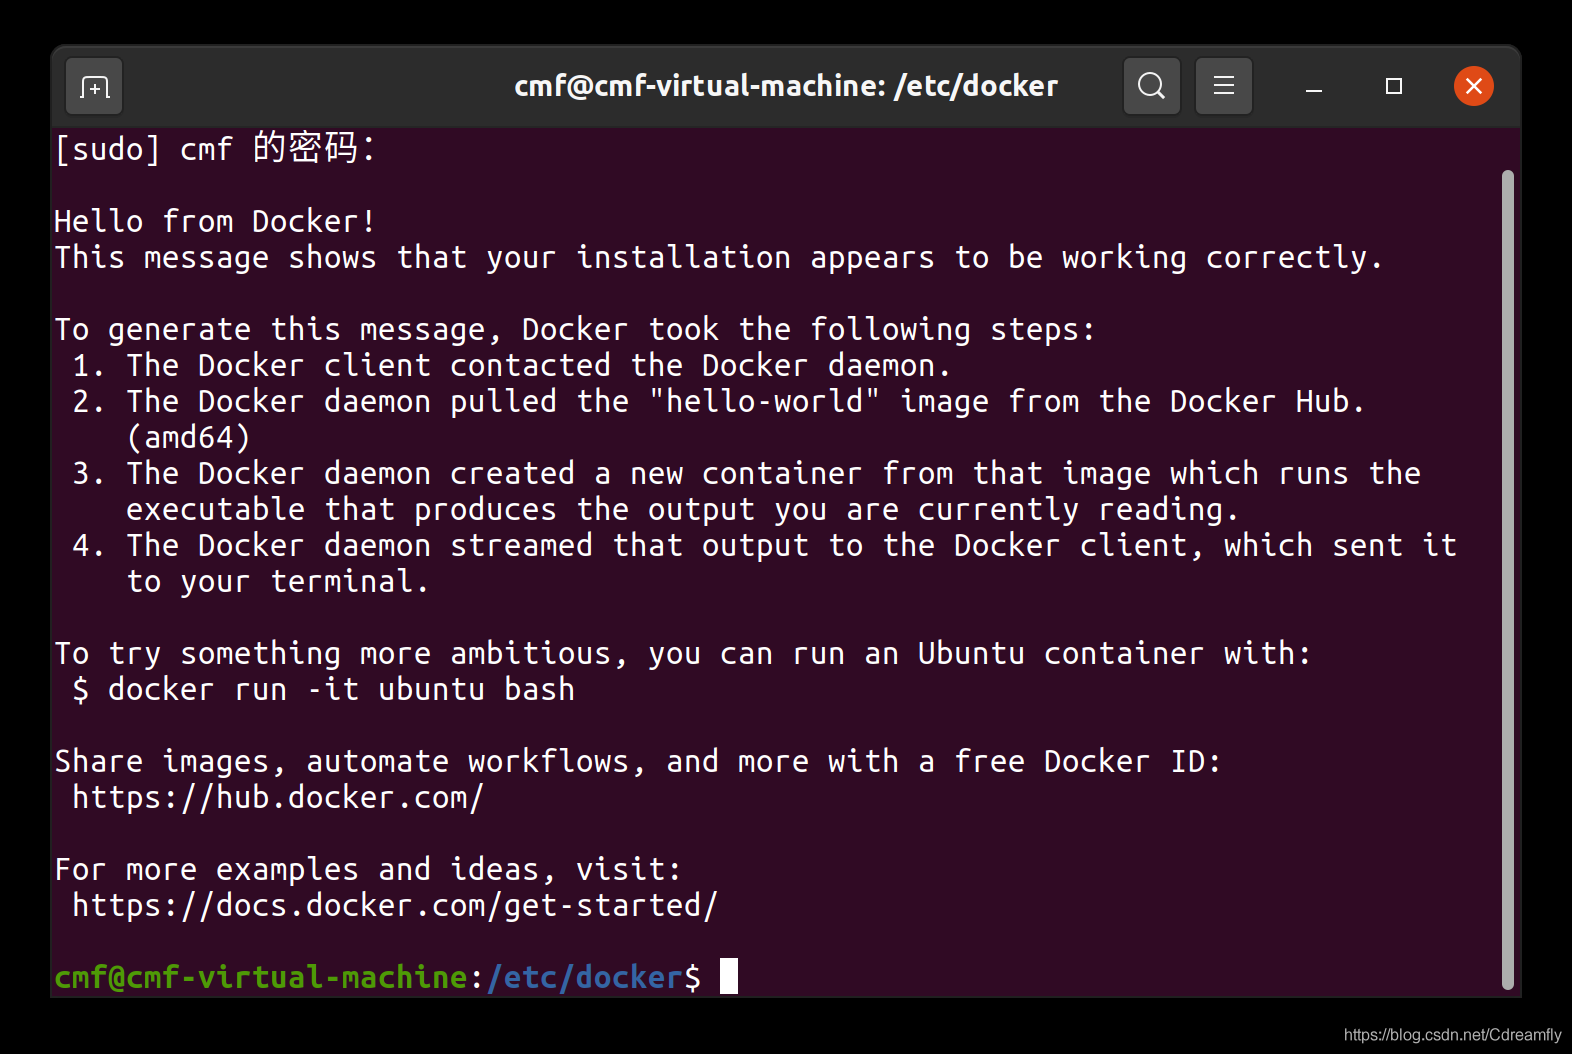 cmf@cmf-virtual-machine: /etc/docker
[sudo] cmf 的密码：
Hello from Docker!
This message shows that your installation appears to be working correctly.
To generate this message, Docker took the following steps:
 1. The Docker client contacted the Docker daemon.
 2. The Docker daemon pulled the "hello-world" image from the Docker Hub.
    (amd64)
 3. The Docker daemon created a new container from that image which runs the
    executable that produces the output you are currently reading.
 4. The Docker daemon streamed that output to the Docker client, which sent it
    to your terminal.
To try something more ambitious, you can run an Ubuntu container with:
 $ docker run -it ubuntu bash
Share images, automate workflows, and more with a free Docker ID:
 https://hub.docker.com/
For more examples and ideas, visit:
 https://docs.docker.com/get-started/
cmf@cmf-virtual-machine:/etc/docker$
https://blog.csdn.net/Cdreamfly